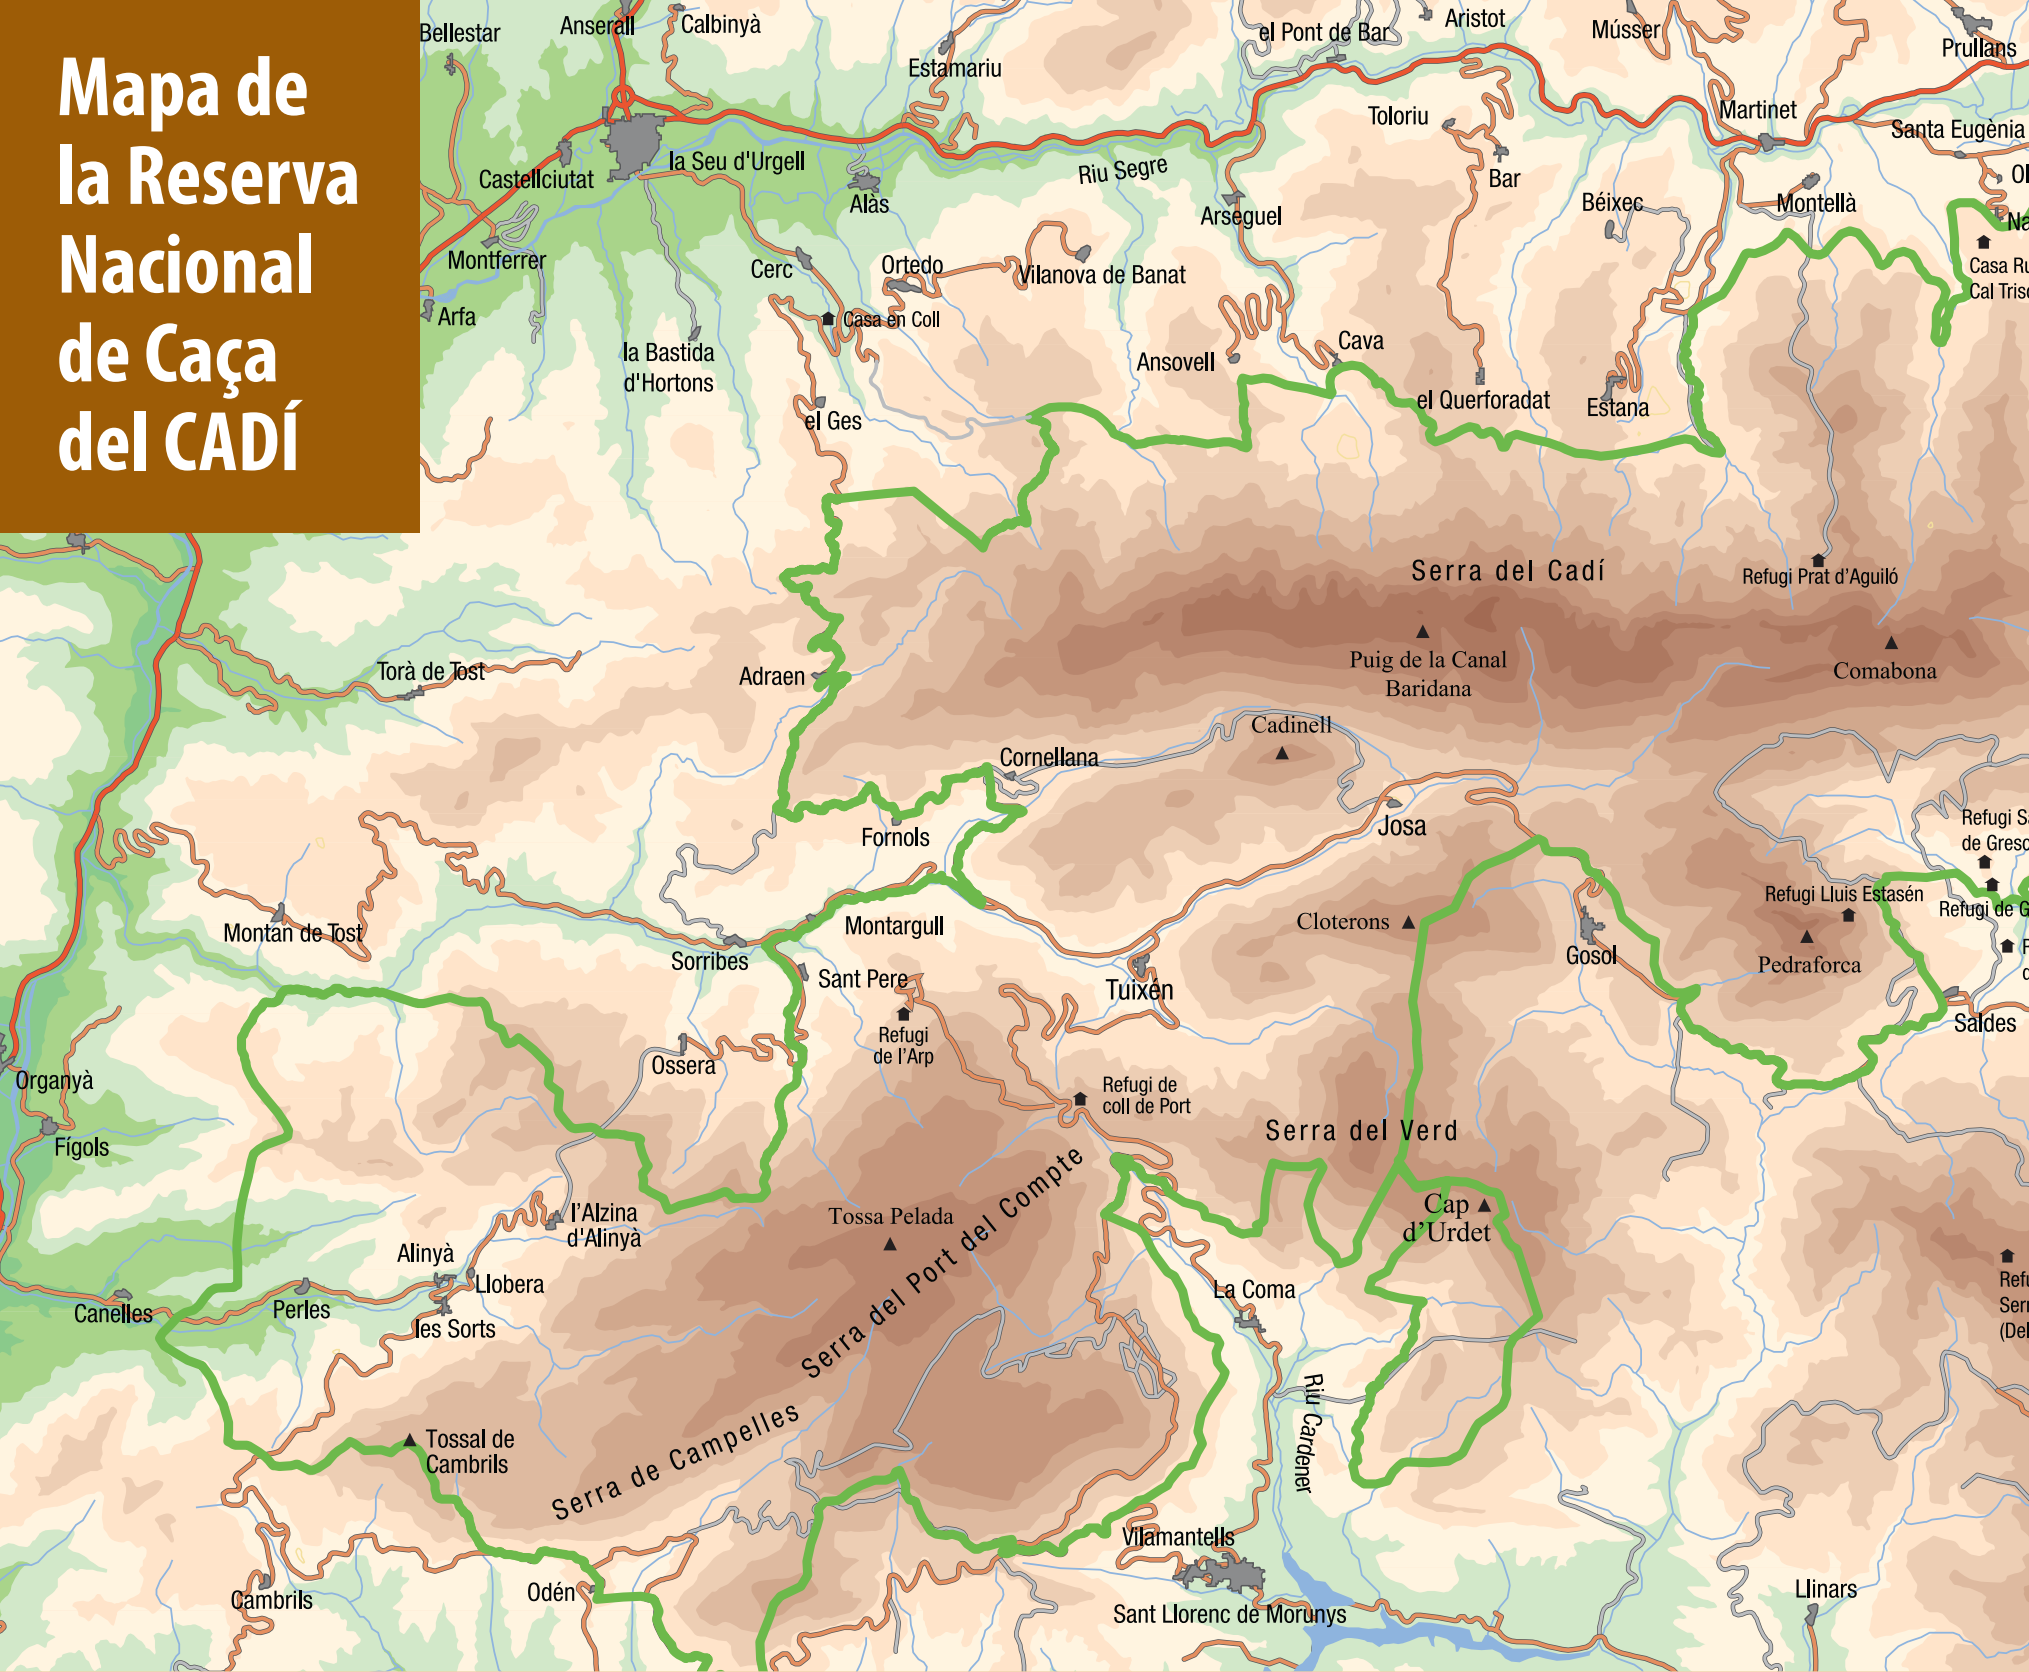 Mapa de
la Reserva
Nacional
de Caça
del CADÍ
Bellestar
Anserall
Calbinyà
Estamariu
el Pont de Bar
Aristot
Músser
Prullans
Castellciutat
la Seu d'Urgell
Alàs
Riu Segre
Arseguel
Toloriu
Bar
Martinet
Santa Eugènia
Béixec
Montellà
Montferrer
Arfa
Cerc
Ortedo
Vilanova de Banat
Casa en Coll
la Bastida
d'Hortons
el Ges
Ansovell
Cava
el Querforadat
Estana
Serra del Cadí
Refugi Prat d'Aguiló
Puig de la Canal
Baridana
Comabona
Torà de Tost
Adraen
Cadinell
Cornellana
Fornols
Josa
Refugi Lluis Estasén
Montan de Tost
Montargull
Cloterons
Pedraforca
Sorribes
Sant Pere
Tuixén
Gosol
Saldes
Refugi
de l'Arp
Ossera
Organyà
Refugi de
coll de Port
Fígols
Serra del Verd
Serra del Port del Compte
Tossa Pelada
Cap
d'Urdet
l'Alzina
d'Alinyà
Alinyà
Llobera
La Coma
Canelles
Perles
les Sorts
Riu Cardener
Tossal de
Cambrils
Serra de Campelles
Cambrils
Odén
Vilamantells
Sant Llorenc de Morunys
Llinars